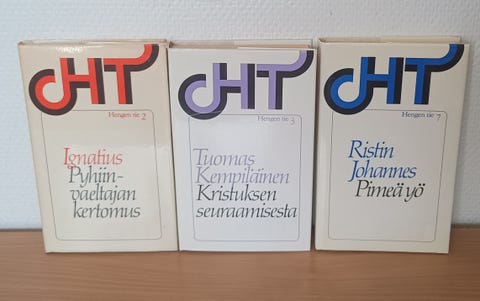 HT
Hengen tie 2
Ignatius
Pyhiin-
vaeltajan
kertomus
HT
Hengen tie 3
Tuomas
Kempiläinen
Kristuksen
seuraamisesta
HT
Hengen tie 7
Ristin
Johannes
Pimeä yö